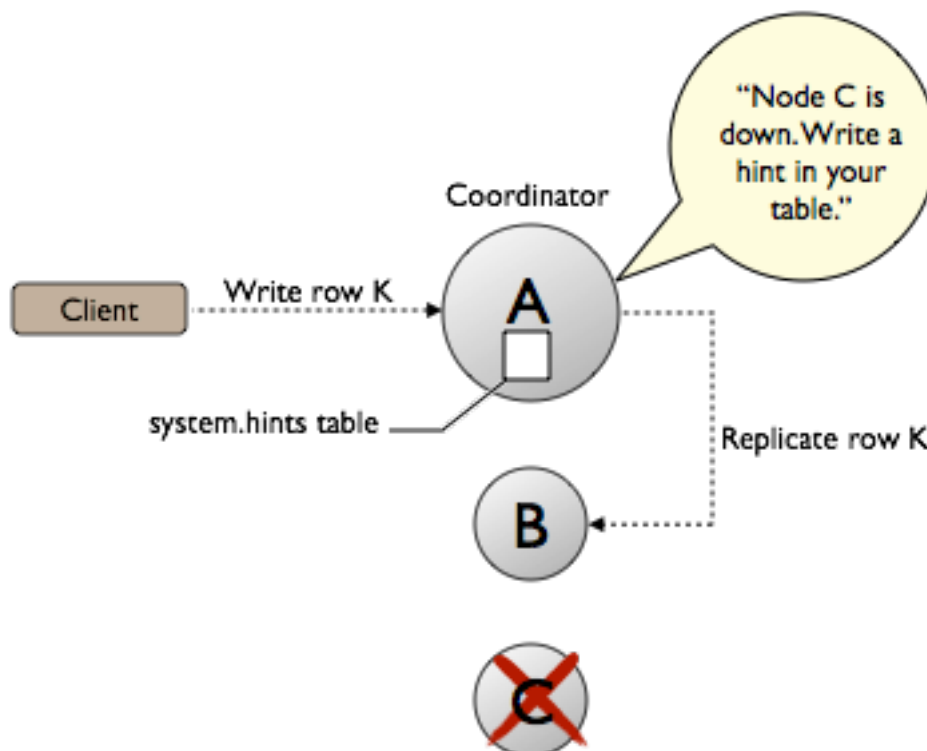 “Node C is
down. Write a
hint in your
table.”
Coordinator
Client
Write row K
A
system.hints table
Replicate row K
B
C